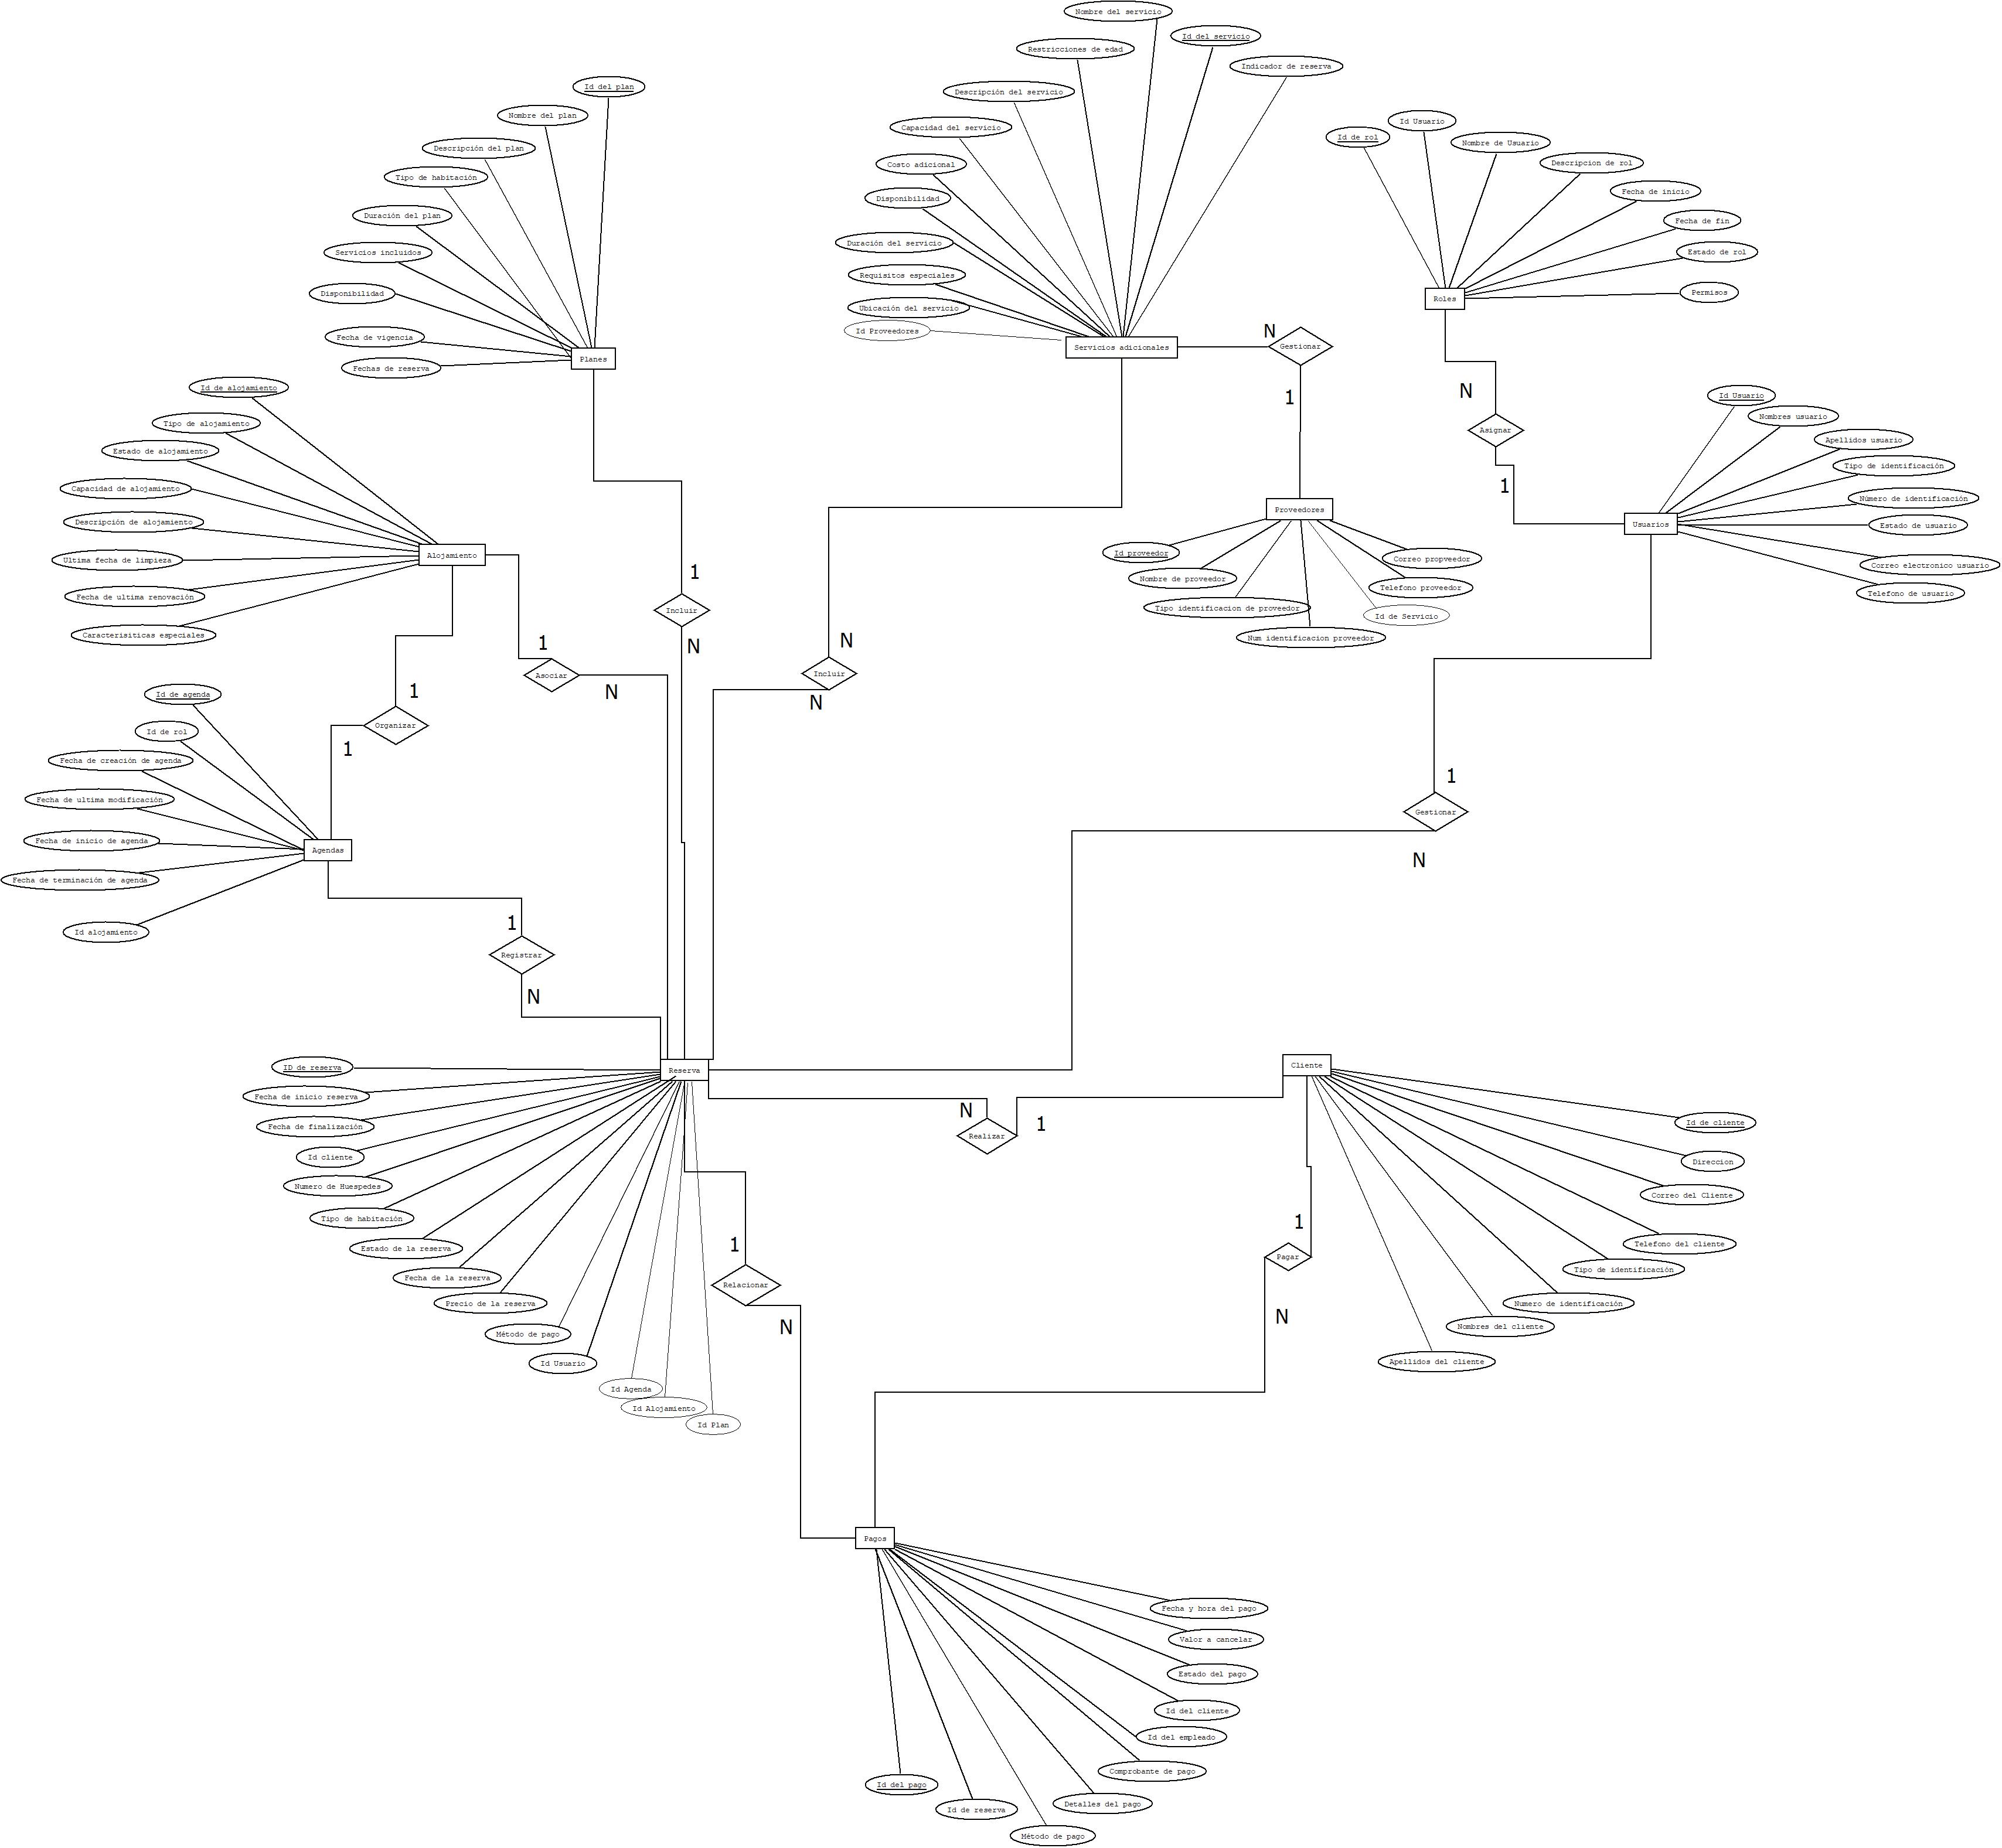 Nombre del servicio
Id del servicio
Restricciones de edad
Indicador de reserva
Descripción del servicio
Capacidad del servicio
Costo adicional
Disponibilidad
Duración del servicio
Requisitos especiales
Ubicación del servicio
Id Proveedores
Servicios adicionales
N
Gestionar
1
Id del plan
Nombre del plan
Descripción del plan
Tipo de habitación
Duración del plan
Servicios incluidos
Disponibilidad
Fecha de vigencia
Fechas de reserva
Planes
1
Incluir
N
Id de rol
Id Usuario
Nombre de Usuario
Descripcion de rol
Fecha de inicio
Fecha de fin
Estado de rol
Permisos
Roles
N
Asignar
1
Id Usuario
Nombres usuario
Apellidos usuario
Tipo de identificación
Número de identificación
Estado de usuario
Correo electronico usuario
Telefono de usuario
Usuarios
1
Gestionar
N
Proveedores
Id proveedor
Nombre de proveedor
Tipo identificacion de proveedor
Num identificacion proveedor
Id de Servicio
Telefono proveedor
Correo propveedor
N
Incluir
N
Id de alojamiento
Tipo de alojamiento
Estado de alojamiento
Capacidad de alojamiento
Descripción de alojamiento
Ultima fecha de limpieza
Fecha de ultima renovación
Caracterisiticas especiales
Alojamiento
1
Asociar
N
1
Organizar
1
Id de agenda
Id de rol
Fecha de creación de agenda
Fecha de ultima modificación
Fecha de inicio de agenda
Fecha de terminación de agenda
Id alojamiento
Agendas
1
Registrar
N
ID de reserva
Fecha de inicio reserva
Fecha de finalización
Id cliente
Numero de Huespedes
Tipo de habitación
Estado de la reserva
Fecha de la reserva
Precio de la reserva
Método de pago
Id Usuario
Id Agenda
Id Alojamiento
Id Plan
Reserva
N
Realizar
1
Cliente
Id de cliente
Direccion
Correo del Cliente
Telefono del cliente
Tipo de identificación
Numero de identificación
Nombres del cliente
Apellidos del cliente
1
Pagar
N
1
Relacionar
N
Pagos
Fecha y hora del pago
Valor a cancelar
Estado del pago
Id del cliente
Id del empleado
Comprobante de pago
Detalles del pago
Método de pago
Id de reserva
Id del pago